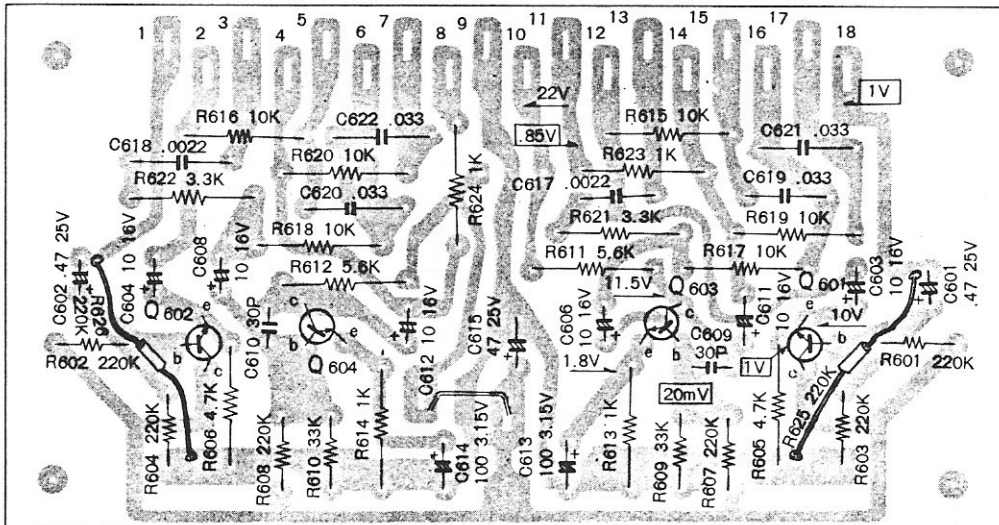 1 2 3 4 5 6 7 8 9 10 11 12 13 14 15 16 17 18
22V
1V
R616 10K
C622 .033
R615 10K
C621 .033
.85V
C618 .0022
R620 10K
R623 1K
R622 3.3K
R624 1K
C620 .033
C617 .0022
C619 .033
R621 3.3K
R618 10K
R619 10K
R612 5.6K
R611 5.6K
R617 10K
C602 .47 25V
C604 10 16V
C608 10 16V
R626 220K
Q602
e
b
c
C610 30P
c
b
e
Q604
C612 10 16V
C615 47 25V
C606 10 16V
11.5V
Q603
c
e
b
C609
30P
C611 10 16V
Q601
e
b
c
C603 10 16V
C601 .47 25V
10V
1.8V
1V
20mV
R602 220K
R601 220K
R604 220K
R606 4.7K
R608 220K
R610 33K
R614 1K
C614 100 3.15V
C613 100 3.15V
R613 1K
R609 33K
R607 220K
R605 4.7K
R625 220K
R603 220K